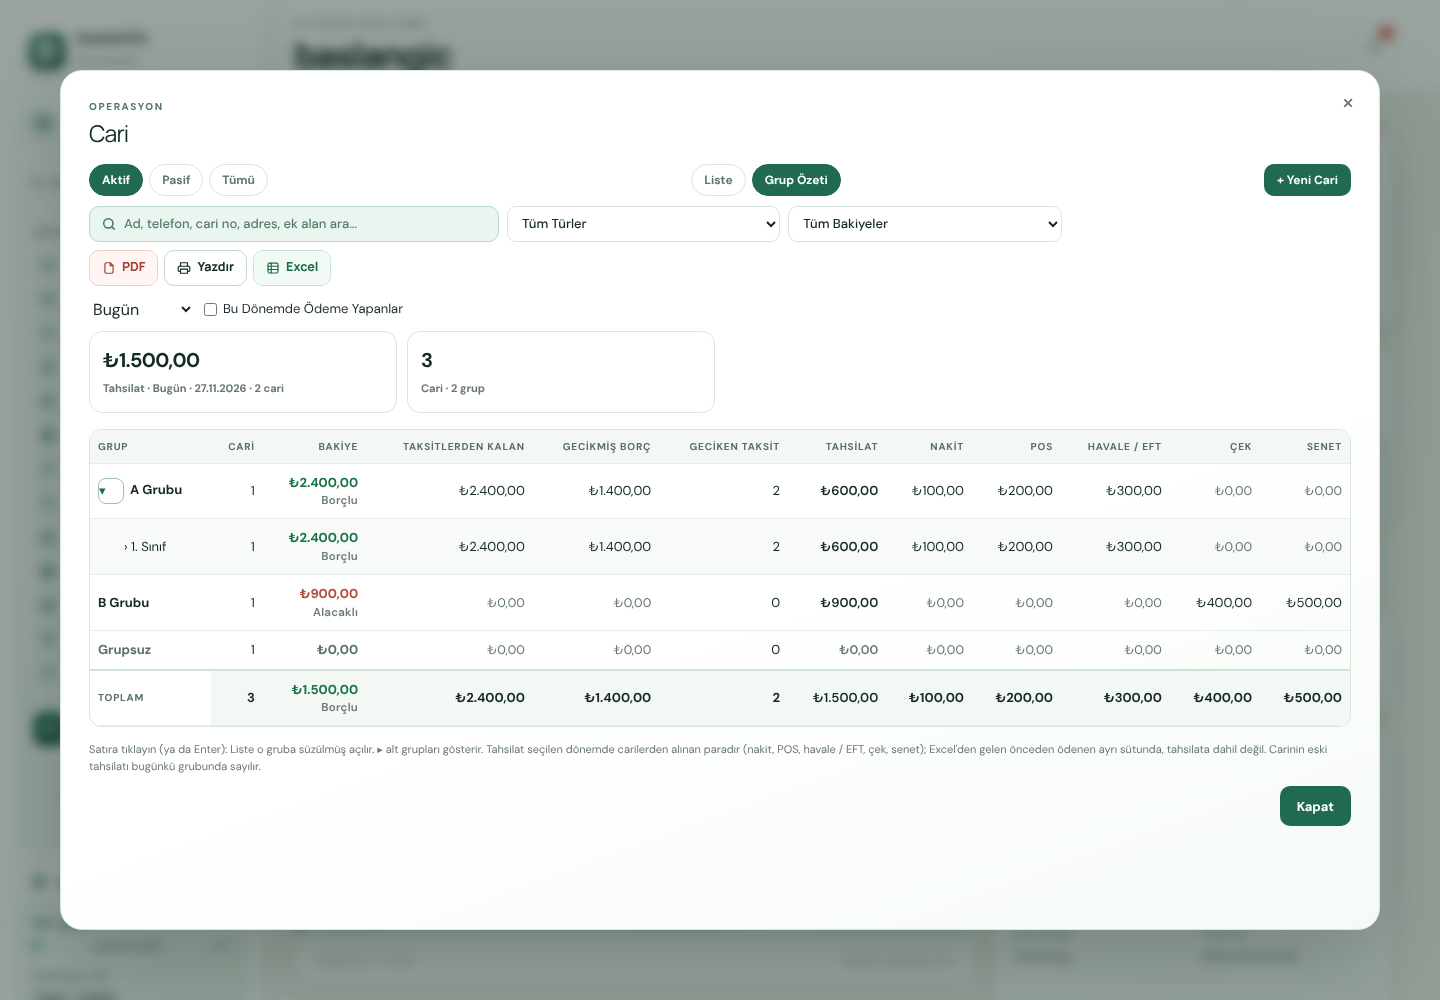 baslangic
OPERASYON
Cari
×
Aktif Pasif Tümü Liste Grup Özeti + Yeni Cari
Ad, telefon, cari no, adres, ek alan ara... Tüm Türler Tüm Bakiyeler
PDF Yazdır Excel
Bugün Bu Dönemde Ödeme Yapanlar
₺1.500,00
Tahsilat · Bugün · 27.11.2026 · 2 cari
3
Cari · 2 grup
GRUP CARİ BAKİYE TAKSİTLERDEN KALAN GECİKMİŞ BORÇ GECİKEN TAKSİT TAHSİLAT NAKİT POS HAVALE / EFT ÇEK SENET
▾ A Grubu 1 ₺2.400,00 Borçlu ₺2.400,00 ₺1.400,00 2 ₺600,00 ₺100,00 ₺200,00 ₺300,00 ₺0,00 ₺0,00
› 1. Sınıf 1 ₺2.400,00 Borçlu ₺2.400,00 ₺1.400,00 2 ₺600,00 ₺100,00 ₺200,00 ₺300,00 ₺0,00 ₺0,00
B Grubu 1 ₺900,00 Alacaklı ₺0,00 ₺0,00 0 ₺900,00 ₺0,00 ₺0,00 ₺0,00 ₺400,00 ₺500,00
Grupsuz 1 ₺0,00 ₺0,00 ₺0,00 0 ₺0,00 ₺0,00 ₺0,00 ₺0,00 ₺0,00 ₺0,00
TOPLAM 3 ₺1.500,00 Borçlu ₺2.400,00 ₺1.400,00 2 ₺1.500,00 ₺100,00 ₺200,00 ₺300,00 ₺400,00 ₺500,00
Satıra tıklayın (ya da Enter): Liste o gruba süzülmüş açılır. ▸ alt grupları gösterir. Tahsilat seçilen dönemde carilerden alınan paradır (nakit, POS, havale / EFT, çek, senet); Excel'den gelen önceden ödenen ayrı sütunda, tahsilata dahil değil. Carinin eski
tahsilatı bugünkü grubunda sayılır.
Kapat